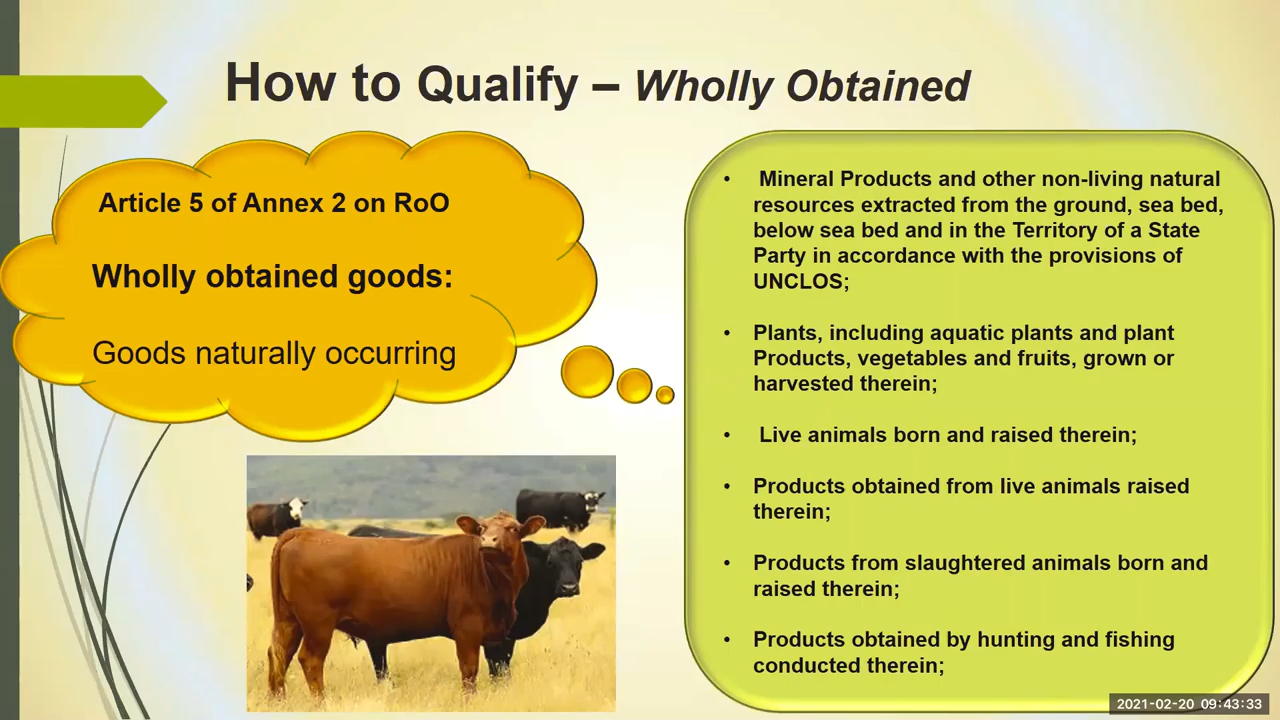 How to Qualify – Wholly Obtained
Article 5 of Annex 2 on RoO
Wholly obtained goods:
Goods naturally occurring
• Mineral Products and other non-living natural
resources extracted from the ground, sea bed,
below sea bed and in the Territory of a State
Party in accordance with the provisions of
UNCLOS;
• Plants, including aquatic plants and plant
Products, vegetables and fruits, grown or
harvested therein;
• Live animals born and raised therein;
• Products obtained from live animals raised
therein;
• Products from slaughtered animals born and
raised therein;
• Products obtained by hunting and fishing
conducted therein;
2021-02-20 09:43:33